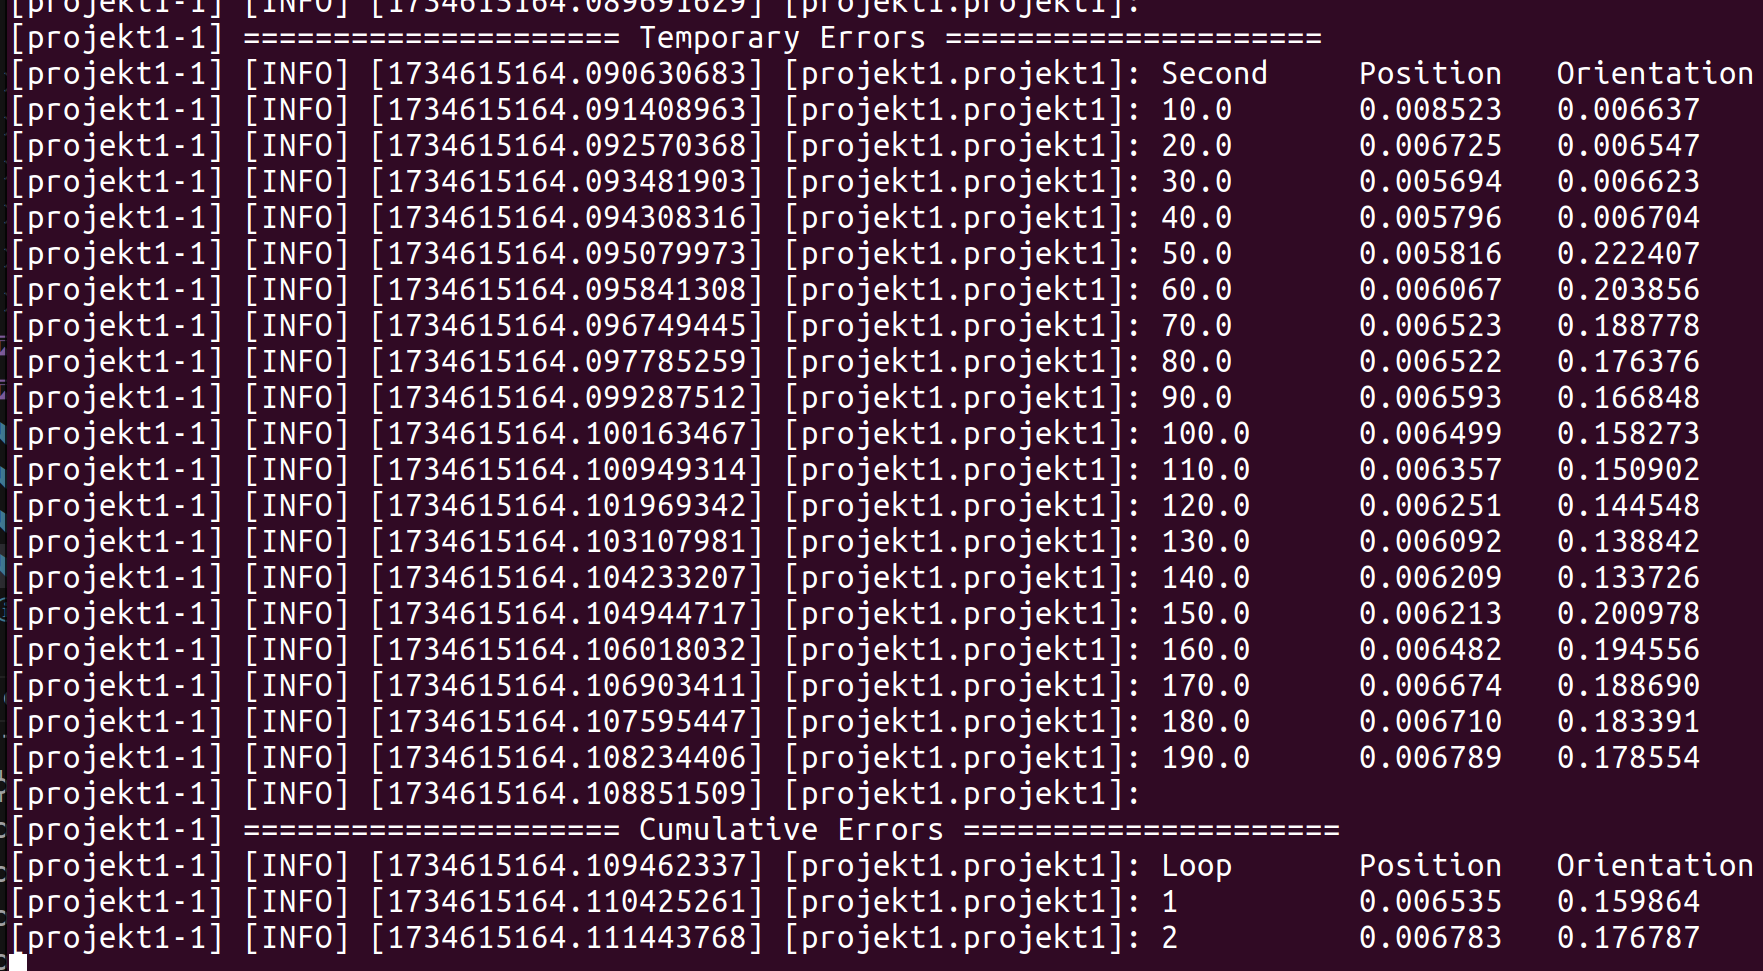 [projekt1-1] [INFO] [1734615164.089691629] [projekt1.projekt1]:
[projekt1-1] ===================== Temporary Errors =====================
[projekt1-1] [INFO] [1734615164.090630683] [projekt1.projekt1]: Second     Position   Orientation
[projekt1-1] [INFO] [1734615164.091408963] [projekt1.projekt1]: 10.0       0.008523   0.006637
[projekt1-1] [INFO] [1734615164.092570368] [projekt1.projekt1]: 20.0       0.006725   0.006547
[projekt1-1] [INFO] [1734615164.093481903] [projekt1.projekt1]: 30.0       0.005694   0.006623
[projekt1-1] [INFO] [1734615164.094308316] [projekt1.projekt1]: 40.0       0.005796   0.006704
[projekt1-1] [INFO] [1734615164.095079973] [projekt1.projekt1]: 50.0       0.005816   0.222407
[projekt1-1] [INFO] [1734615164.095841308] [projekt1.projekt1]: 60.0       0.006067   0.203856
[projekt1-1] [INFO] [1734615164.096749445] [projekt1.projekt1]: 70.0       0.006523   0.188778
[projekt1-1] [INFO] [1734615164.097785259] [projekt1.projekt1]: 80.0       0.006522   0.176376
[projekt1-1] [INFO] [1734615164.099287512] [projekt1.projekt1]: 90.0       0.006593   0.166848
[projekt1-1] [INFO] [1734615164.100163467] [projekt1.projekt1]: 100.0      0.006499   0.158273
[projekt1-1] [INFO] [1734615164.100949314] [projekt1.projekt1]: 110.0      0.006357   0.150902
[projekt1-1] [INFO] [1734615164.101969342] [projekt1.projekt1]: 120.0      0.006251   0.144548
[projekt1-1] [INFO] [1734615164.103107981] [projekt1.projekt1]: 130.0      0.006092   0.138842
[projekt1-1] [INFO] [1734615164.104233207] [projekt1.projekt1]: 140.0      0.006209   0.133726
[projekt1-1] [INFO] [1734615164.104944717] [projekt1.projekt1]: 150.0      0.006213   0.200978
[projekt1-1] [INFO] [1734615164.106018032] [projekt1.projekt1]: 160.0      0.006482   0.194556
[projekt1-1] [INFO] [1734615164.106903411] [projekt1.projekt1]: 170.0      0.006674   0.188690
[projekt1-1] [INFO] [1734615164.107595447] [projekt1.projekt1]: 180.0      0.006710   0.183391
[projekt1-1] [INFO] [1734615164.108234406] [projekt1.projekt1]: 190.0      0.006789   0.178554
[projekt1-1] [INFO] [1734615164.108851509] [projekt1.projekt1]:
[projekt1-1] ===================== Cumulative Errors =====================
[projekt1-1] [INFO] [1734615164.109462337] [projekt1.projekt1]: Loop       Position   Orientation
[projekt1-1] [INFO] [1734615164.110425261] [projekt1.projekt1]: 1          0.006535   0.159864
[projekt1-1] [INFO] [1734615164.111443768] [projekt1.projekt1]: 2          0.006783   0.176787